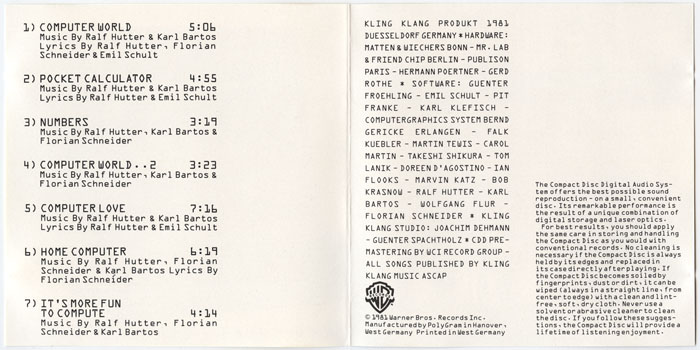 1) COMPUTER WORLD 5:06
Music By Ralf Hutter & Karl Bartos
Lyrics By Ralf Hutter, Florian
Schneider & Emil Schult
2) POCKET CALCULATOR 4:55
Music By Ralf Hutter & Karl Bartos
Lyrics By Ralf Hutter & Emil Schult
3) NUMBERS 3:19
Music By Ralf Hutter, Karl Bartos &
Florian Schneider
4) COMPUTER WORLD..2 3:23
Music By Ralf Hutter, Karl Bartos &
Florian Schneider
5) COMPUTER LOVE 7:16
Music By Ralf Hutter & Karl Bartos
Lyrics By Ralf Hutter & Emil Schult
6) HOME COMPUTER 6:19
Music By Ralf Hutter, Florian
Schneider & Karl Bartos Lyrics By
Florian Schneider
7) IT'S MORE FUN
TO COMPUTE 4:14
Music By Ralf Hutter, Florian
Schneider & Karl Bartos
KLING KLANG PRODUKT 1981
DUESSELDORF GERMANY * HARDWARE:
MATTEN & WIECHERS BONN - MR. LAB
& FRIEND CHIP BERLIN - PUBLISON
PARIS - HERMANN POERTNER - GERD
ROTHE * SOFTWARE: GUENTER
FROEHLING - EMIL SCHULT - PIT
FRANKE - KARL KLEFISCH -
COMPUTERGRAPHICS SYSTEM BERND
GERICKE ERLANGEN - FALK
KUEBLER - MARTIN TEWIS - CAROL
MARTIN - TAKESHI SHIKURA - TOM
LANIK - DOREEN D'AGOSTINO - IAN
FLOOKS - MARVIN KATZ - BOB
KRASNOW - RALF HUTTER - KARL
BARTOS - WOLFGANG FLUR -
FLORIAN SCHNEIDER * KLING
KLANG STUDIO: JOACHIM DEHMANN
- GUENTER SPACHTHOLZ * CDD PRE-
MASTERING BY WCI RECORD GROUP -
ALL SONGS PUBLISHED BY KLING
KLANG MUSIC ASCAP
© 1981 Warner Bros. Records Inc.
Manufactured by PolyGram in Hanover,
West Germany Printed in West Germany
The Compact Disc Digital Audio Sys-
tem offers the best possible sound
reproduction - on a small, convenient
disc. Its remarkable performance is
the result of a unique combination of
digital storage and laser optics.
For best results, you should apply
the same care in storing and handling
the Compact Disc as you would with
conventional records. No cleaning is
necessary if the Compact Disc is always
held by its edges and replaced in
its case directly after playing. If
the Compact Disc becomes soiled by
fingerprints, dust or dirt, it can be
wiped (always in a straight line, from
center to edge) with a clean and lint-
free, soft, dry cloth. Never use a
solvent or abrasive cleaner to clean
the disc. If you follow these sugges-
tions, the Compact Disc will provide a
lifetime of listening enjoyment.